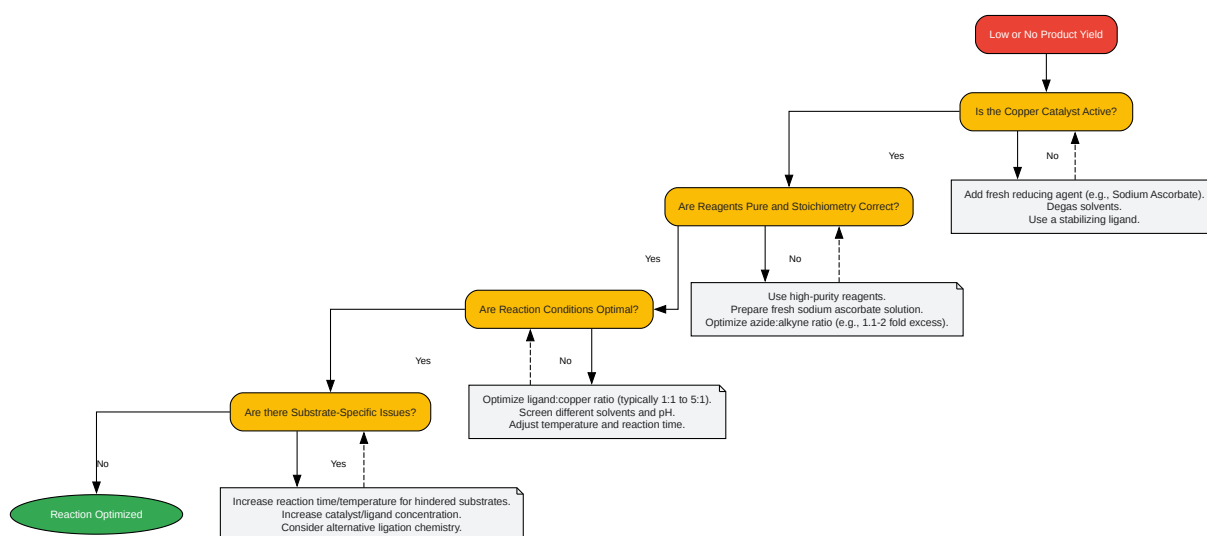 Low or No Product Yield
Is the Copper Catalyst Active?
Yes
No
Add fresh reducing agent (e.g., Sodium Ascorbate).
Degas solvents.
Use a stabilizing ligand.
Are Reagents Pure and Stoichiometry Correct?
Yes
No
Use high-purity reagents.
Prepare fresh sodium ascorbate solution.
Optimize azide:alkyne ratio (e.g., 1.1-2 fold excess).
Are Reaction Conditions Optimal?
Yes
No
Optimize ligand:copper ratio (typically 1:1 to 5:1).
Screen different solvents and pH.
Adjust temperature and reaction time.
Are there Substrate-Specific Issues?
No
Yes
Increase reaction time/temperature for hindered substrates.
Increase catalyst/ligand concentration.
Consider alternative ligation chemistry.
Reaction Optimized